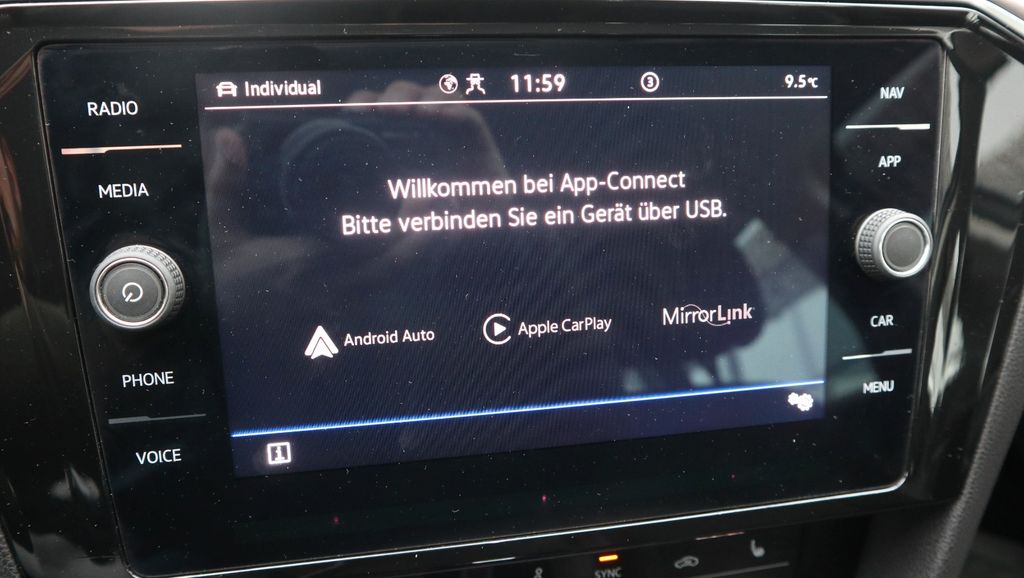 Individual
11:59
3
9.5°C
RADIO
MEDIA
PHONE
VOICE
NAV
APP
CAR
MENU
Willkommen bei App-Connect
Bitte verbinden Sie ein Gerät über USB.
Android Auto
Apple CarPlay
MirrorLink
i
SYNC